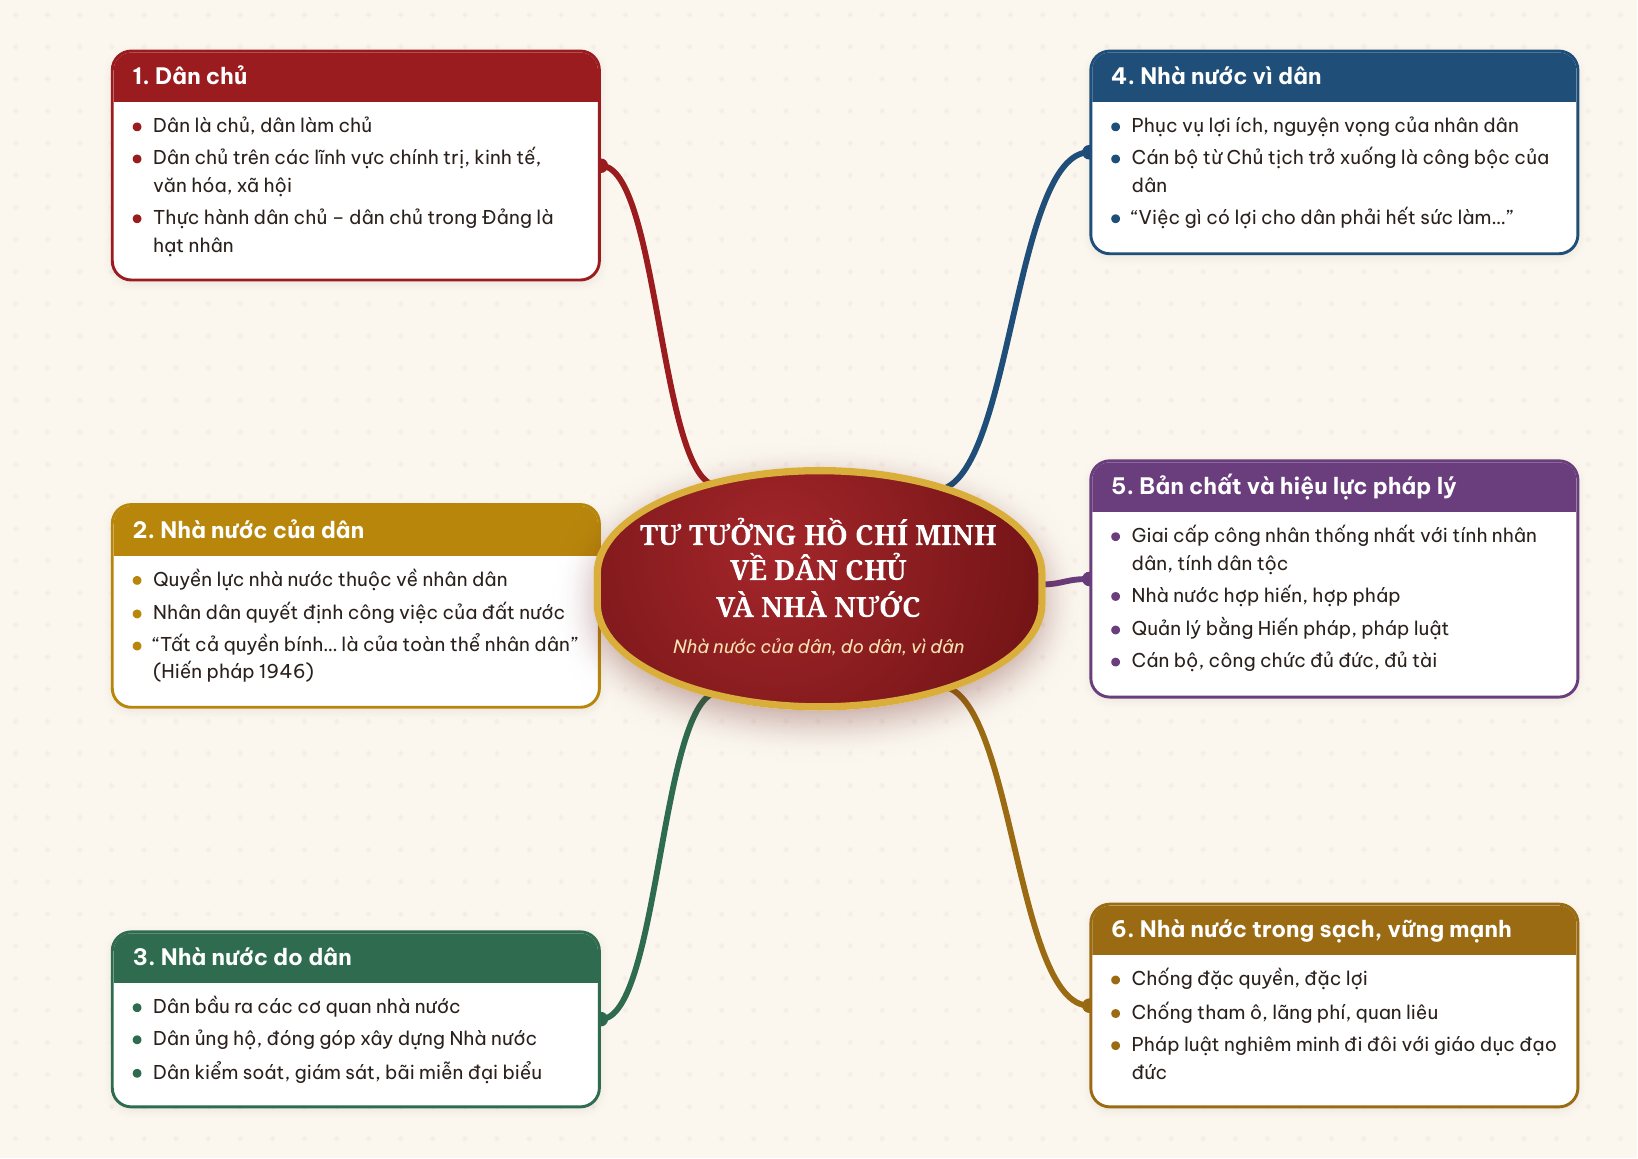 1. Dân chủ
Dân là chủ, dân làm chủ
Dân chủ trên các lĩnh vực chính trị, kinh tế,
văn hóa, xã hội
Thực hành dân chủ – dân chủ trong Đảng là
hạt nhân
2. Nhà nước của dân
Quyền lực nhà nước thuộc về nhân dân
Nhân dân quyết định công việc của đất nước
“Tất cả quyền bính... là của toàn thể nhân dân”
(Hiến pháp 1946)
3. Nhà nước do dân
Dân bầu ra các cơ quan nhà nước
Dân ủng hộ, đóng góp xây dựng Nhà nước
Dân kiểm soát, giám sát, bãi miễn đại biểu
TƯ TƯỞNG HỒ CHÍ MINH
VỀ DÂN CHỦ
VÀ NHÀ NƯỚC
Nhà nước của dân, do dân, vì dân
4. Nhà nước vì dân
Phục vụ lợi ích, nguyện vọng của nhân dân
Cán bộ từ Chủ tịch trở xuống là công bộc của
dân
“Việc gì có lợi cho dân phải hết sức làm...”
5. Bản chất và hiệu lực pháp lý
Giai cấp công nhân thống nhất với tính nhân
dân, tính dân tộc
Nhà nước hợp hiến, hợp pháp
Quản lý bằng Hiến pháp, pháp luật
Cán bộ, công chức đủ đức, đủ tài
6. Nhà nước trong sạch, vững mạnh
Chống đặc quyền, đặc lợi
Chống tham ô, lãng phí, quan liêu
Pháp luật nghiêm minh đi đôi với giáo dục đạo
đức